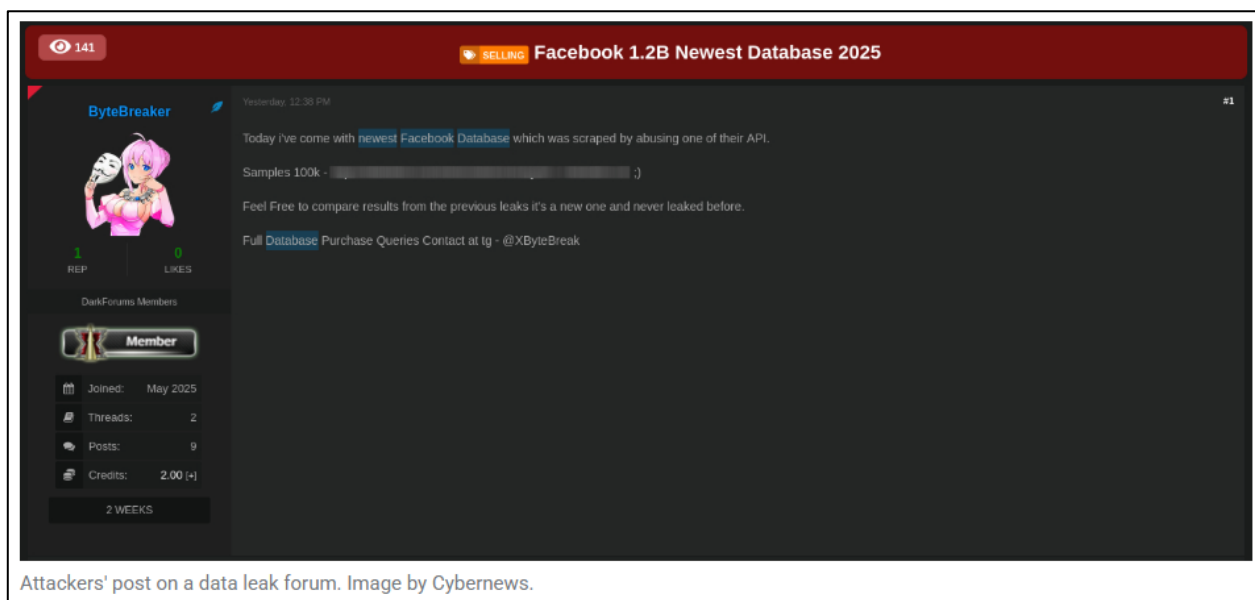 141
SELLING Facebook 1.2B Newest Database 2025
ByteBreaker
Yesterday, 12:38 PM
#1
Today i've come with newest Facebook Database which was scraped by abusing one of their API.
Samples 100k - ;)
Feel Free to compare results from the previous leaks it's a new one and never leaked before.
Full Database Purchase Queries Contact at tg - @XByteBreak
1 0
REP LIKES
DarkForums Members
Member
Joined: May 2025
Threads: 2
Posts: 9
Credits: 2.00 [+]
2 WEEKS
Attackers' post on a data leak forum. Image by Cybernews.